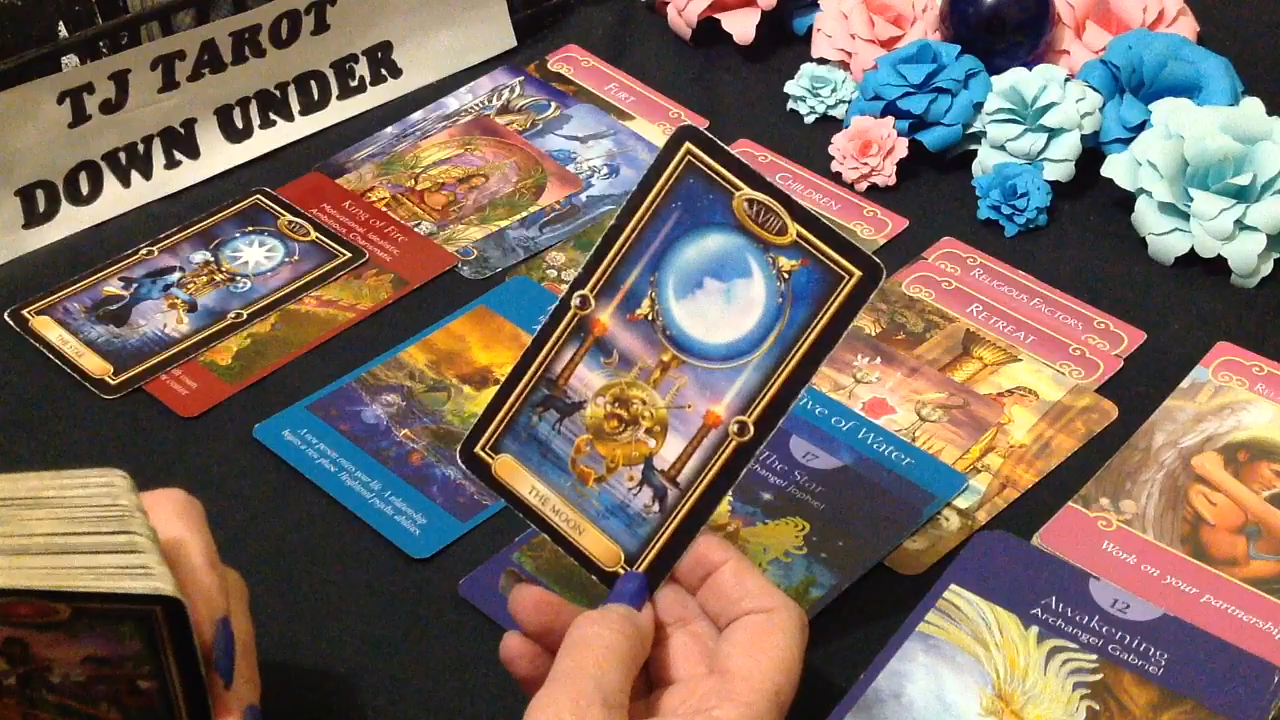 TJ TAROT
DOWN UNDER
FLIRT
CHILDREN
RELIGIOUS FACTORS
RETREAT
King of Fire
Motivational, Idealistic,
Ambitious, Charismatic
XVII
THE STAR
XVIII
THE MOON
A new person enters your life. A relationship
begins a new phase. Heightened psychic abilities.
Five of Water
17
The Star
Archangel Jophiel
Work on your partnership
12
Awakening
Archangel Gabriel